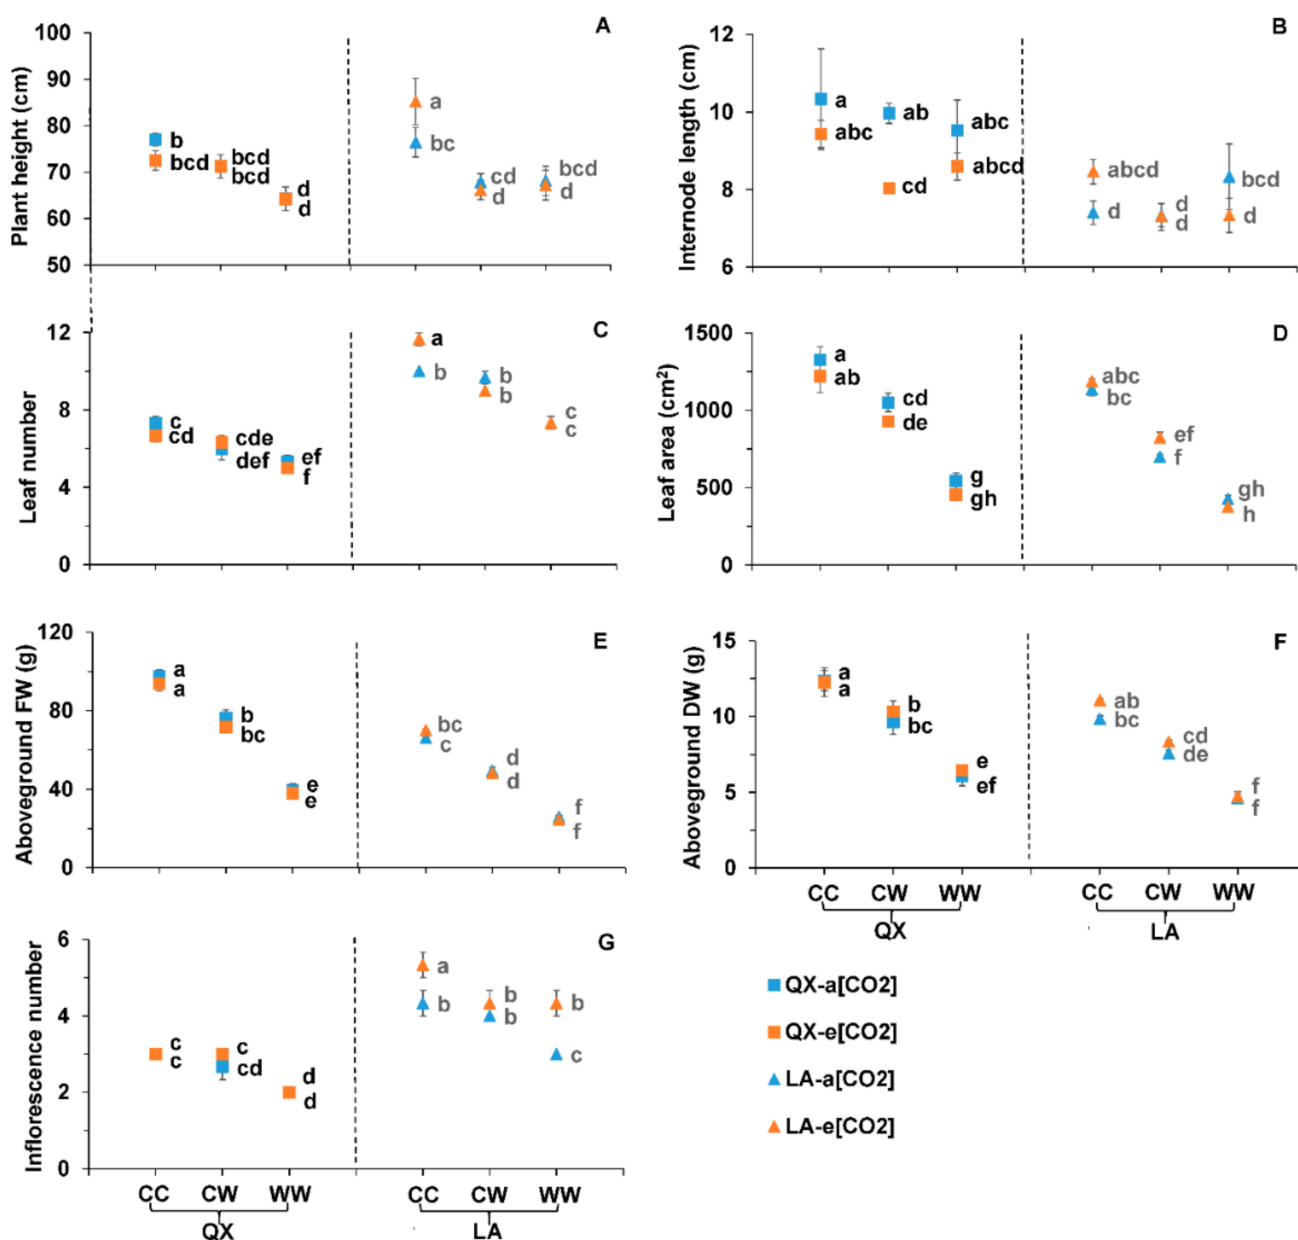 A
Plant height (cm)
100
90
80
70
60
50
b
bcd
bcd
bcd
d
d
a
bc
cd
d
bcd
d
B
Internode length (cm)
12
10
8
6
a
abc
ab
cd
abc
abcd
abcd
d
d
d
bcd
d
C
Leaf number
12
8
4
0
c
cd
cde
def
ef
f
a
b
b
b
c
c
D
Leaf area (cm²)
1500
1000
500
0
a
ab
cd
de
g
gh
abc
bc
ef
f
gh
h
E
Aboveground FW (g)
120
80
40
0
a
a
b
bc
e
e
bc
c
d
d
f
f
F
Aboveground DW (g)
15
10
5
0
a
a
b
bc
e
ef
ab
bc
cd
de
f
f
CC CW WW CC CW WW
QX LA
G
Inflorescence number
6
4
2
0
c
c
c
cd
d
d
a
b
b
b
b
c
CC CW WW CC CW WW
QX LA
QX-a[CO2]
QX-e[CO2]
LA-a[CO2]
LA-e[CO2]